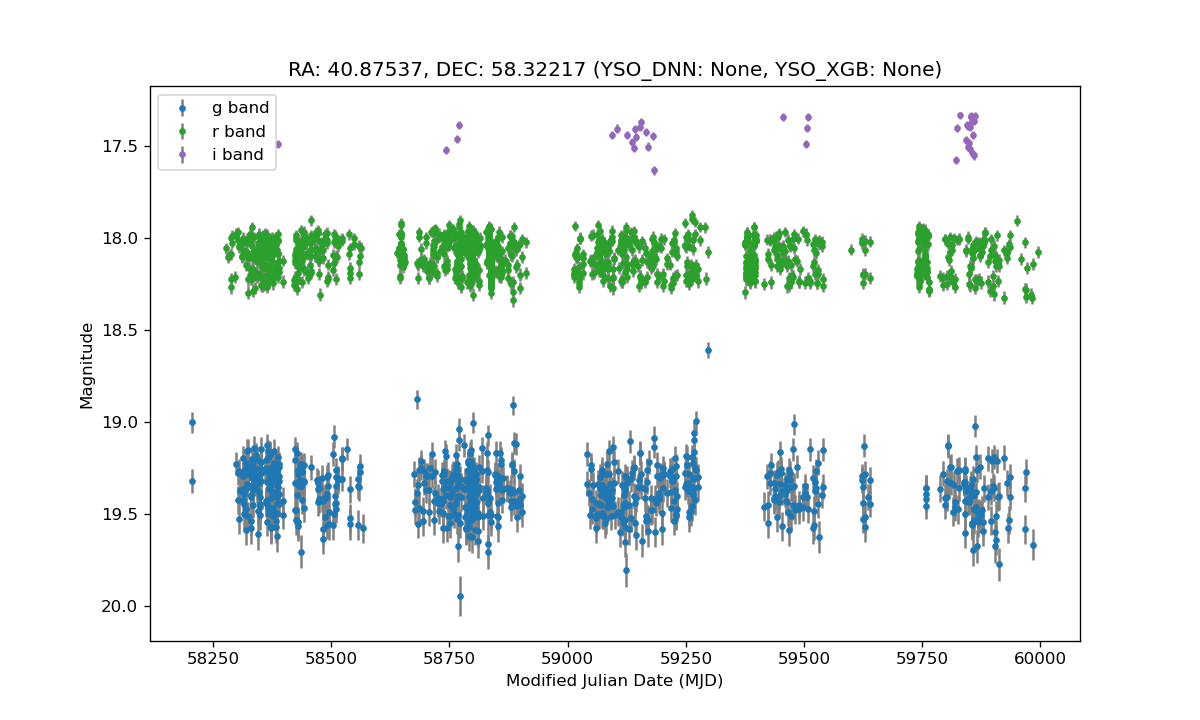 RA: 40.87537, DEC: 58.32217 (YSO_DNN: None, YSO_XGB: None)
g band
r band
i band
17.5
18.0
18.5
19.0
19.5
20.0
Magnitude
58250 58500 58750 59000 59250 59500 59750 60000
Modified Julian Date (MJD)